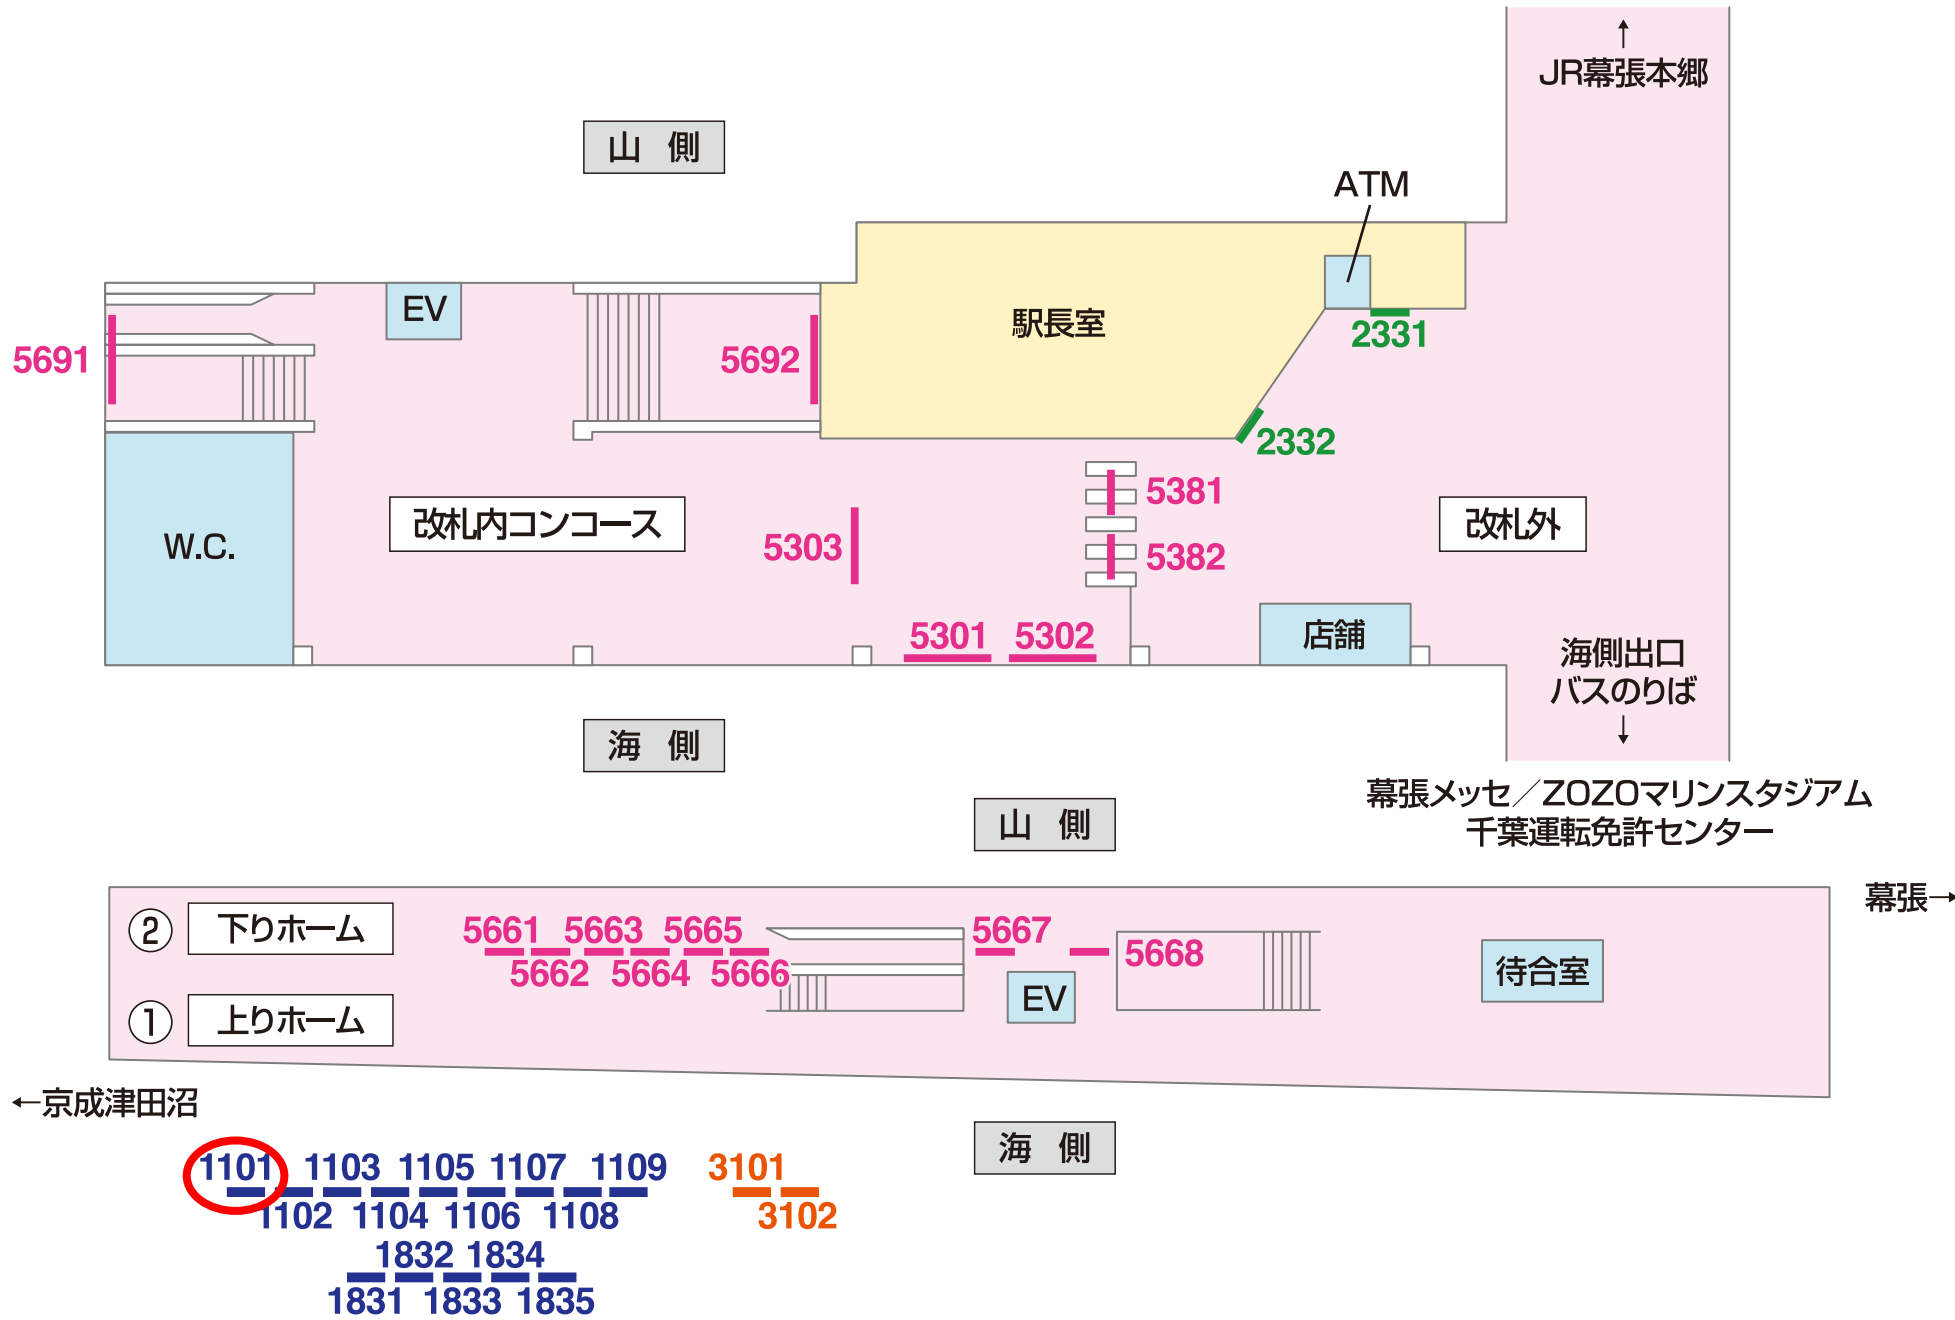 ↑
JR幕張本郷
山 側
ATM
EV
駅長室
2331
5691
5692
2332
5381
改札内コンコース
改札外
W.C.
5303
5382
5301
5302
店舗
海側出口
バスのりば
↓
海 側
幕張メッセ／ZOZOマリンスタジアム
千葉運転免許センター
山 側
幕張→
② 下りホーム
5661 5663 5665 5667
5662 5664 5666 5668
EV
待合室
① 上りホーム
←京成津田沼
海 側
1101 1103 1105 1107 1109 3101
1102 1104 1106 1108 3102
1832 1834
1831 1833 1835